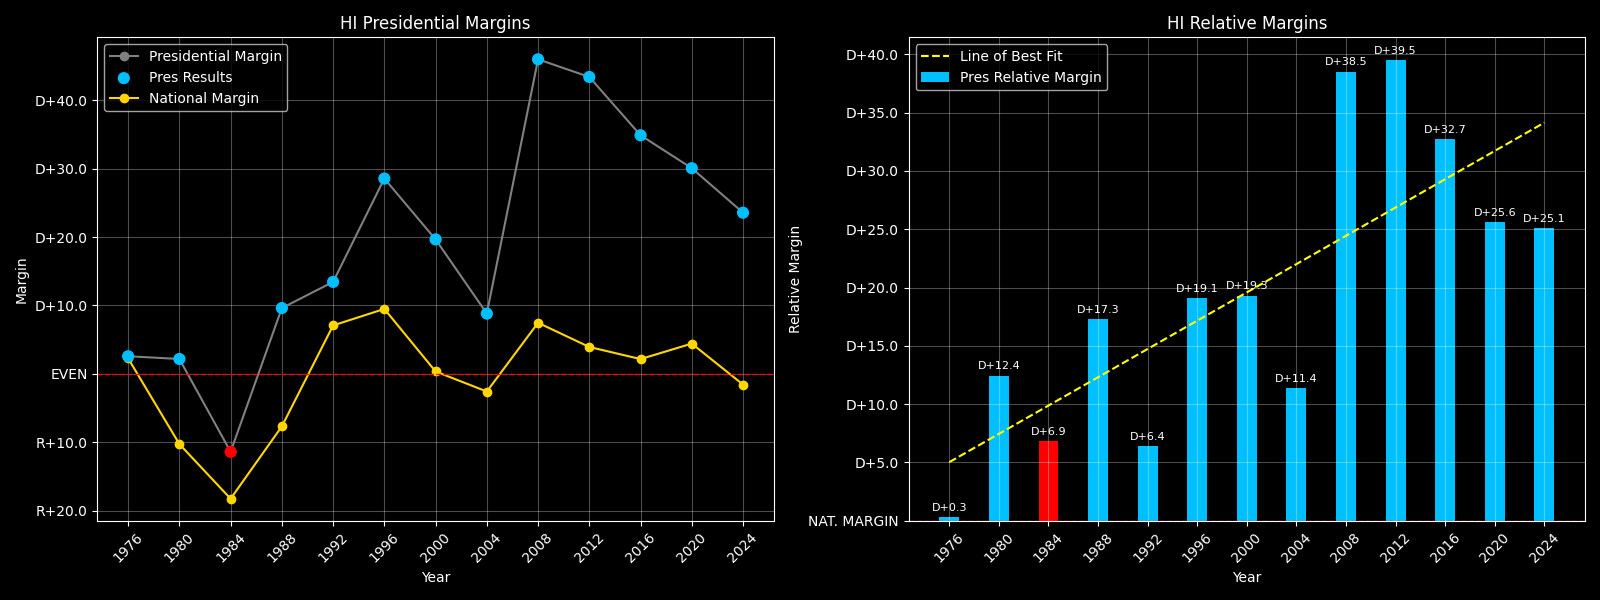 HI Presidential Margins
Presidential Margin
Pres Results
National Margin
D+40.0
D+30.0
D+20.0
D+10.0
EVEN
R+10.0
R+20.0
Margin
1976
1980
1984
1988
1992
1996
2000
2004
2008
2012
2016
2020
2024
Year
HI Relative Margins
Line of Best Fit
Pres Relative Margin
D+40.0
D+35.0
D+30.0
D+25.0
D+20.0
D+15.0
D+10.0
D+5.0
NAT. MARGIN
Relative Margin
D+0.3
D+12.4
D+6.9
D+17.3
D+6.4
D+19.1
D+19.3
D+11.4
D+38.5
D+39.5
D+32.7
D+25.6
D+25.1
1976
1980
1984
1988
1992
1996
2000
2004
2008
2012
2016
2020
2024
Year